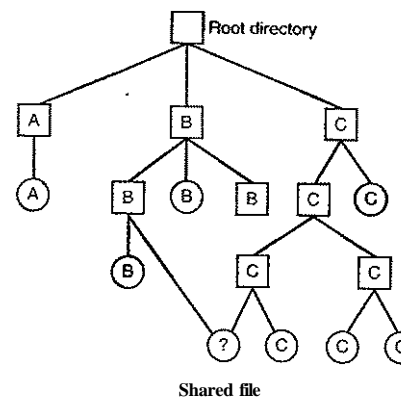 Root directory
A B C
A B B B C C
B C C
? C C C
Shared file